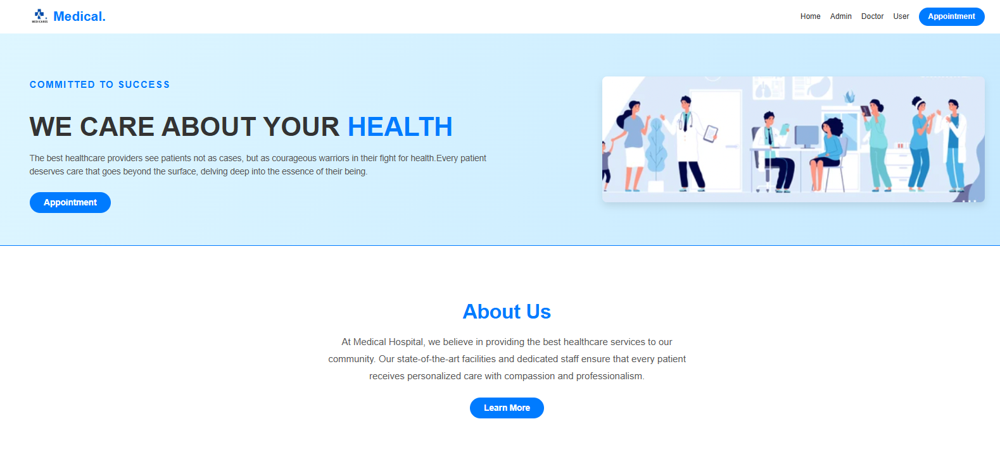 MEDICARES
Medical.
Home Admin Doctor User Appointment
COMMITTED TO SUCCESS
WE CARE ABOUT YOUR HEALTH
The best healthcare providers see patients not as cases, but as courageous warriors in their fight for health.Every patient
deserves care that goes beyond the surface, delving deep into the essence of their being.
Appointment
About Us
At Medical Hospital, we believe in providing the best healthcare services to our
community. Our state-of-the-art facilities and dedicated staff ensure that every patient
receives personalized care with compassion and professionalism.
Learn More